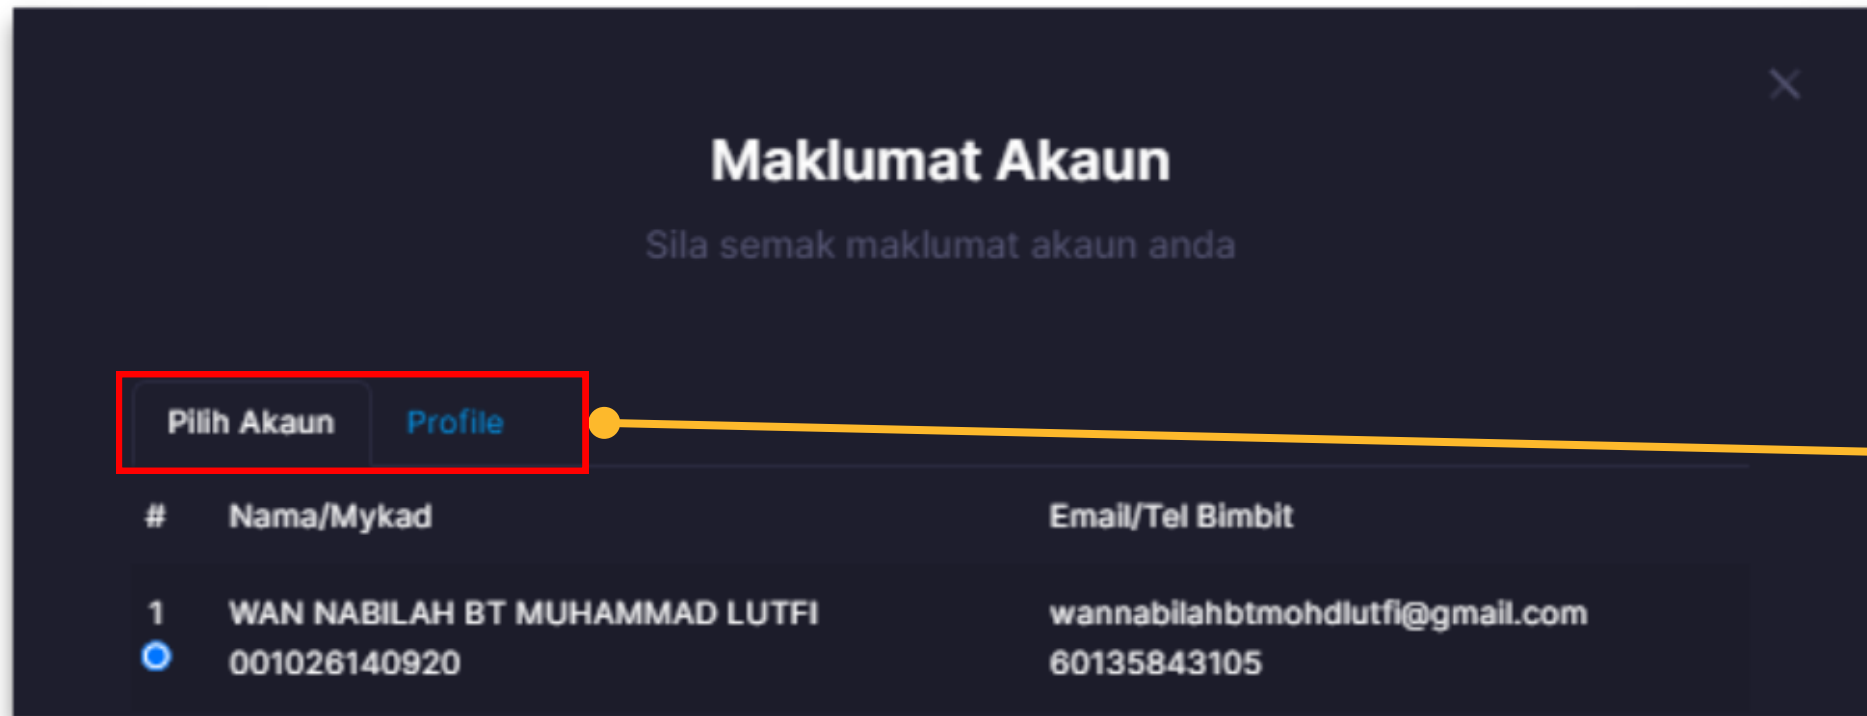 Maklumat Akaun
Sila semak maklumat akaun anda
Pilih Akaun Profile
# Nama/Mykad Email/Tel Bimbit
1 WAN NABILAH BT MUHAMMAD LUTFI wannabilahbtmohdlutfi@gmail.com
001026140920 60135843105